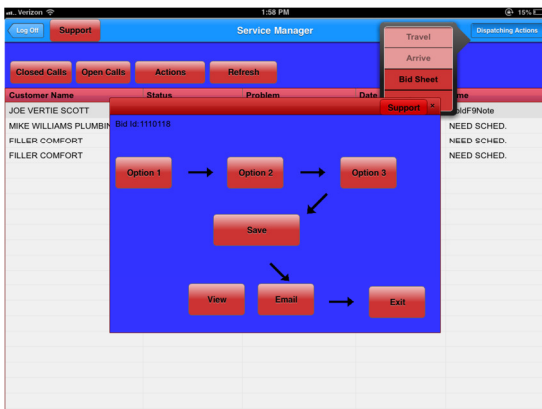 Verizon 1:58 PM 15%
Log Off Support Service Manager Dispatching Actions
Travel
Arrive
Bid Sheet
Closed Calls Open Calls Actions Refresh
Customer Name Status Problem Date me
JOE VERTIE SCOTT oldF9Note
Support ×
MIKE WILLIAMS PLUMBIN Bid Id:1110118 NEED SCHED.
FILLER COMFORT NEED SCHED.
FILLER COMFORT NEED SCHED.
Option 1 Option 2 Option 3
Save
View Email Exit